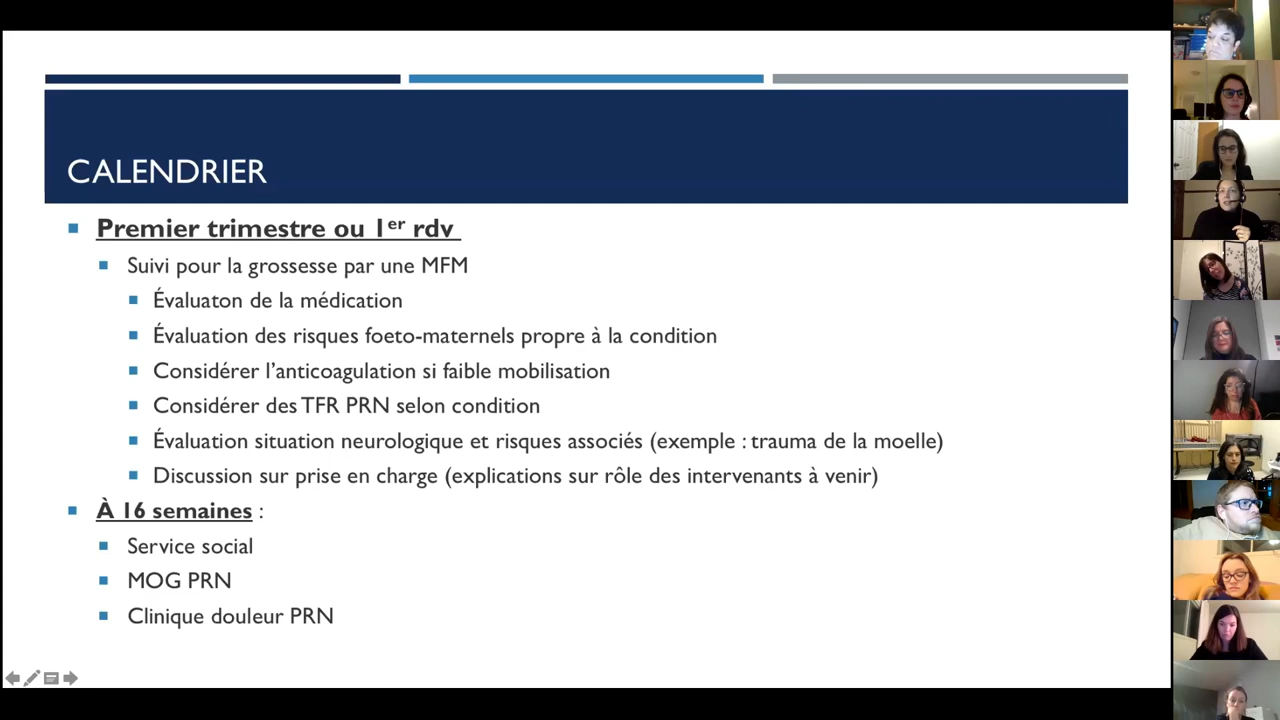 CALENDRIER
Premier trimestre ou 1er rdv
Suivi pour la grossesse par une MFM
Évaluaton de la médication
Évaluation des risques foeto-maternels propre à la condition
Considérer l’anticoagulation si faible mobilisation
Considérer des TFR PRN selon condition
Évaluation situation neurologique et risques associés (exemple : trauma de la moelle)
Discussion sur prise en charge (explications sur rôle des intervenants à venir)
À 16 semaines :
Service social
MOG PRN
Clinique douleur PRN